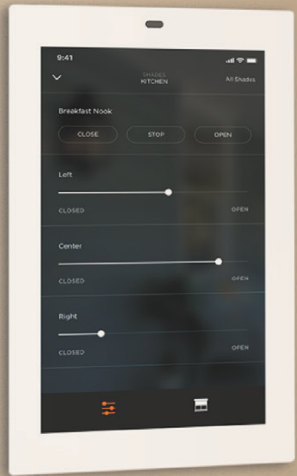 9:41
SHADES
KITCHEN
All Shades
Breakfast Nook
CLOSE STOP OPEN
Left
CLOSED OPEN
Center
CLOSED OPEN
Right
CLOSED OPEN